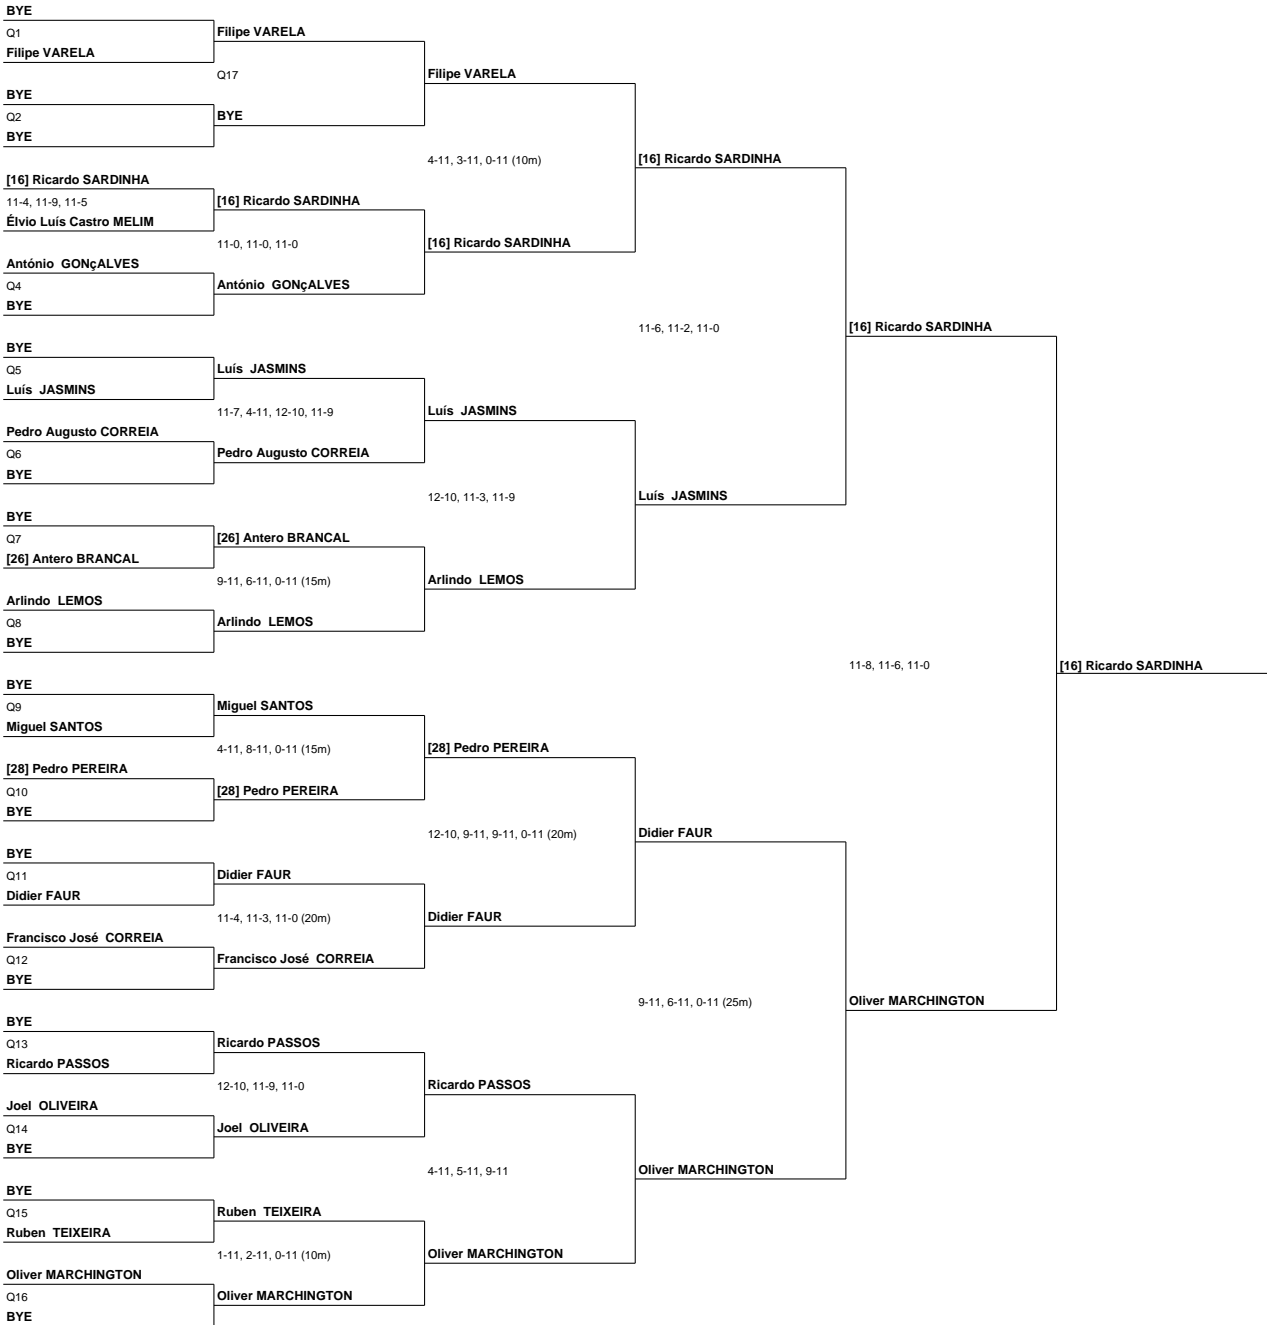 BYE
Q1
Filipe VARELA
BYE
Q2
BYE
[16] Ricardo SARDINHA
11-4, 11-9, 11-5
Élvio Luís Castro MELIM
António GONçALVES
Q4
BYE
BYE
Q5
Luís JASMINS
Pedro Augusto CORREIA
Q6
BYE
BYE
Q7
[26] Antero BRANCAL
Arlindo LEMOS
Q8
BYE
BYE
Q9
Miguel SANTOS
[28] Pedro PEREIRA
Q10
BYE
BYE
Q11
Didier FAUR
Francisco José CORREIA
Q12
BYE
BYE
Q13
Ricardo PASSOS
Joel OLIVEIRA
Q14
BYE
BYE
Q15
Ruben TEIXEIRA
Oliver MARCHINGTON
Q16
BYE
Filipe VARELA
Q17
BYE
[16] Ricardo SARDINHA
11-0, 11-0, 11-0
António GONçALVES
Luís JASMINS
11-7, 4-11, 12-10, 11-9
Pedro Augusto CORREIA
[26] Antero BRANCAL
9-11, 6-11, 0-11 (15m)
Arlindo LEMOS
Miguel SANTOS
4-11, 8-11, 0-11 (15m)
[28] Pedro PEREIRA
Didier FAUR
11-4, 11-3, 11-0 (20m)
Francisco José CORREIA
Ricardo PASSOS
12-10, 11-9, 11-0
Joel OLIVEIRA
Ruben TEIXEIRA
1-11, 2-11, 0-11 (10m)
Oliver MARCHINGTON
Filipe VARELA
4-11, 3-11, 0-11 (10m)
[16] Ricardo SARDINHA
Luís JASMINS
12-10, 11-3, 11-9
Arlindo LEMOS
[28] Pedro PEREIRA
12-10, 9-11, 9-11, 0-11 (20m)
Didier FAUR
Ricardo PASSOS
4-11, 5-11, 9-11
Oliver MARCHINGTON
[16] Ricardo SARDINHA
11-6, 11-2, 11-0
Luís JASMINS
Didier FAUR
9-11, 6-11, 0-11 (25m)
Oliver MARCHINGTON
[16] Ricardo SARDINHA
11-8, 11-6, 11-0
Oliver MARCHINGTON
[16] Ricardo SARDINHA